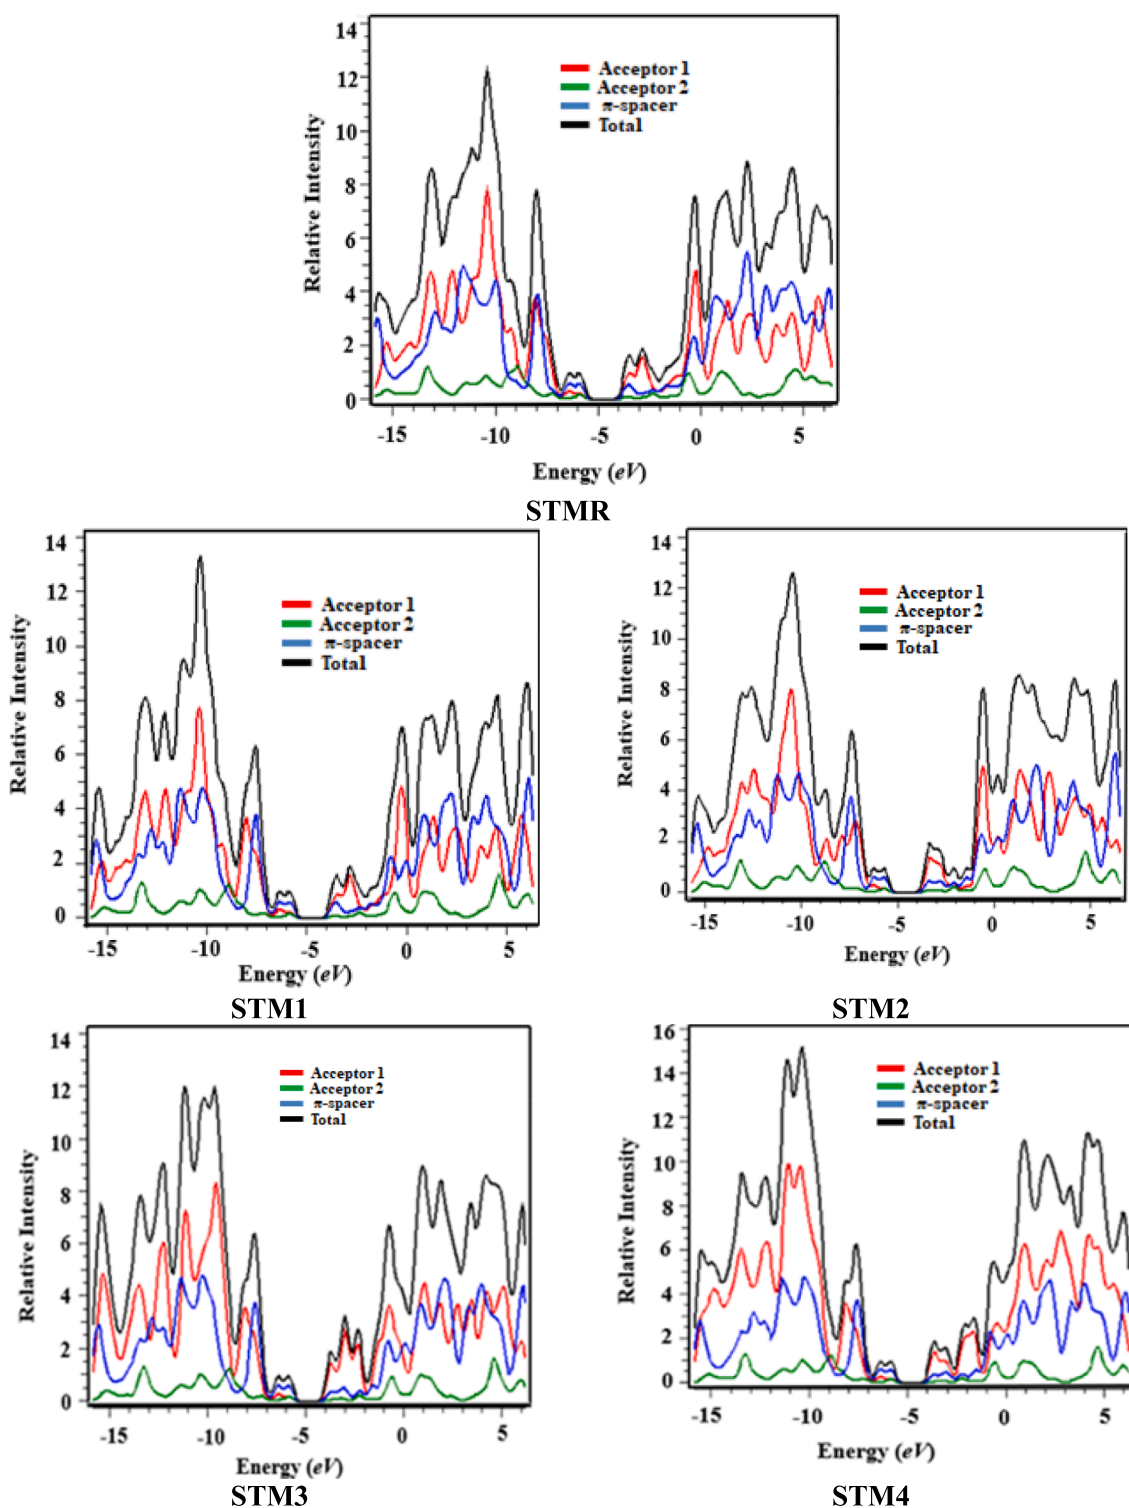 14
12
10
8
6
4
2
0
Relative Intensity
Acceptor 1
Acceptor 2
π-spacer
Total
-15 -10 -5 0 5
Energy (eV)
STMR
14
12
10
8
6
4
2
0
Relative Intensity
Acceptor 1
Acceptor 2
π-spacer
Total
-15 -10 -5 0 5
Energy (eV)
STM1
14
12
10
8
6
4
2
0
Relative Intensity
Acceptor 1
Acceptor 2
π-spacer
Total
-15 -10 -5 0 5
Energy (eV)
STM2
14
12
10
8
6
4
2
0
Relative Intensity
Acceptor 1
Acceptor 2
π-spacer
Total
-15 -10 -5 0 5
Energy (eV)
STM3
16
14
12
10
8
6
4
2
0
Relative Intensity
Acceptor 1
Acceptor 2
π-spacer
Total
-15 -10 -5 0 5
Energy (eV)
STM4